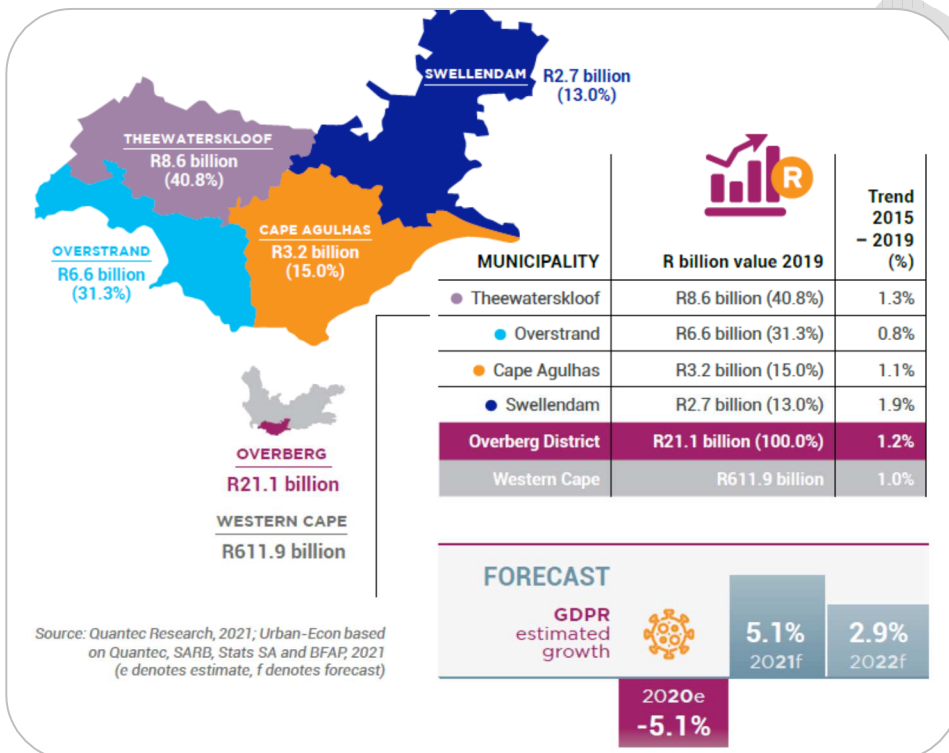 SWELLENDAM
R2.7 billion
(13.0%)
THEEWATERSKLOOF
R8.6 billion
(40.8%)
CAPE AGULHAS
R3.2 billion
(15.0%)
OVERSTRAND
R6.6 billion
(31.3%)
OVERBERG
R21.1 billion
WESTERN CAPE
R611.9 billion
Source: Quantec Research, 2021; Urban-Econ based
on Quantec, SARB, Stats SA and BFAP, 2021
(e denotes estimate, f denotes forecast)
R
MUNICIPALITY R billion value 2019 Trend
2015
– 2019
(%)
Theewaterskloof R8.6 billion (40.8%) 1.3%
Overstrand R6.6 billion (31.3%) 0.8%
Cape Agulhas R3.2 billion (15.0%) 1.1%
Swellendam R2.7 billion (13.0%) 1.9%
Overberg District R21.1 billion (100.0%) 1.2%
Western Cape R611.9 billion 1.0%
FORECAST
GDPR
estimated
growth
2020e
-5.1%
5.1%
2021f
2.9%
2022f